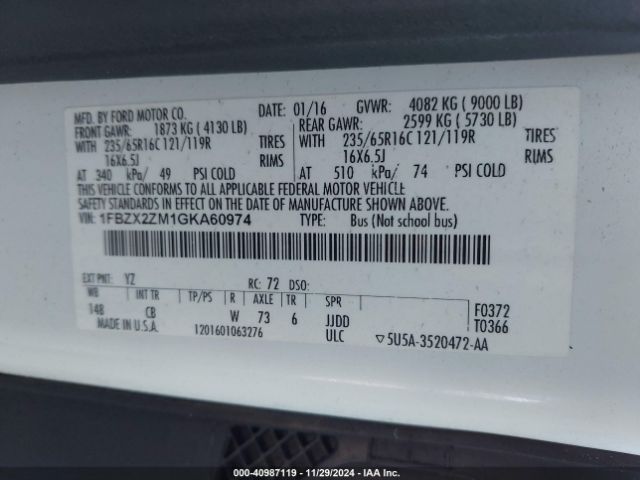 MFD. BY FORD MOTOR CO. DATE: 01/16 GVWR: 4082 KG ( 9000 LB)
FRONT GAWR: 1873 KG ( 4130 LB) REAR GAWR: 2599 KG ( 5730 LB)
WITH 235/65R16C 121/119R TIRES WITH 235/65R16C 121/119R TIRES
16X6.5J RIMS 16X6.5J RIMS
AT 340 kPa/ 49 PSI COLD AT 510 kPa/ 74 PSI COLD
THIS VEHICLE CONFORMS TO ALL APPLICABLE FEDERAL MOTOR VEHICLE
SAFETY STANDARDS IN EFFECT ON THE DATE OF MANUFACTURE SHOWN ABOVE.
VIN: 1FBZX2ZM1GKA60974 TYPE: Bus (Not school bus)
EXT PNT: YZ RC: 72 DSO:
WB INT TR TP/PS R AXLE TR SPR F0372
148 CB W 73 6 JJDD T0366
MADE IN U.S.A. 1201601063276 ULC ▽5U5A-3520472-AA
000-40987119 - 11/29/2024 - IAAI.com